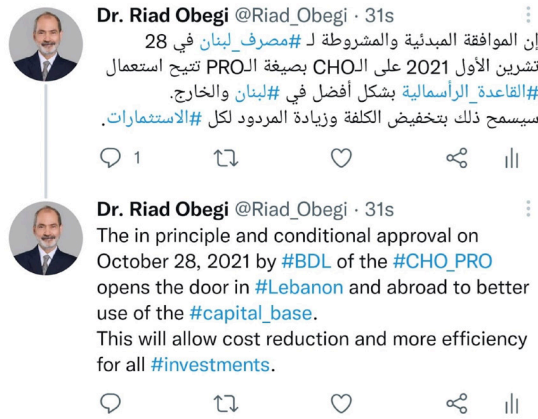 Dr. Riad Obegi @Riad_Obegi · 31s
إن الموافقة المبدئية والمشروطة لـ #مصرف_لبنان في 28
تشرين الأول 2021 على الـCHO بصيغة الـPRO تتيح استعمال
#القاعدة_الرأسمالية بشكل أفضل في #لبنان والخارج.
سيسمح ذلك بتخفيض الكلفة وزيادة المردود لكل #الاستثمارات.
1
Dr. Riad Obegi @Riad_Obegi · 31s
The in principle and conditional approval on
October 28, 2021 by #BDL of the #CHO_PRO
opens the door in #Lebanon and abroad to better
use of the #capital_base.
This will allow cost reduction and more efficiency
for all #investments.